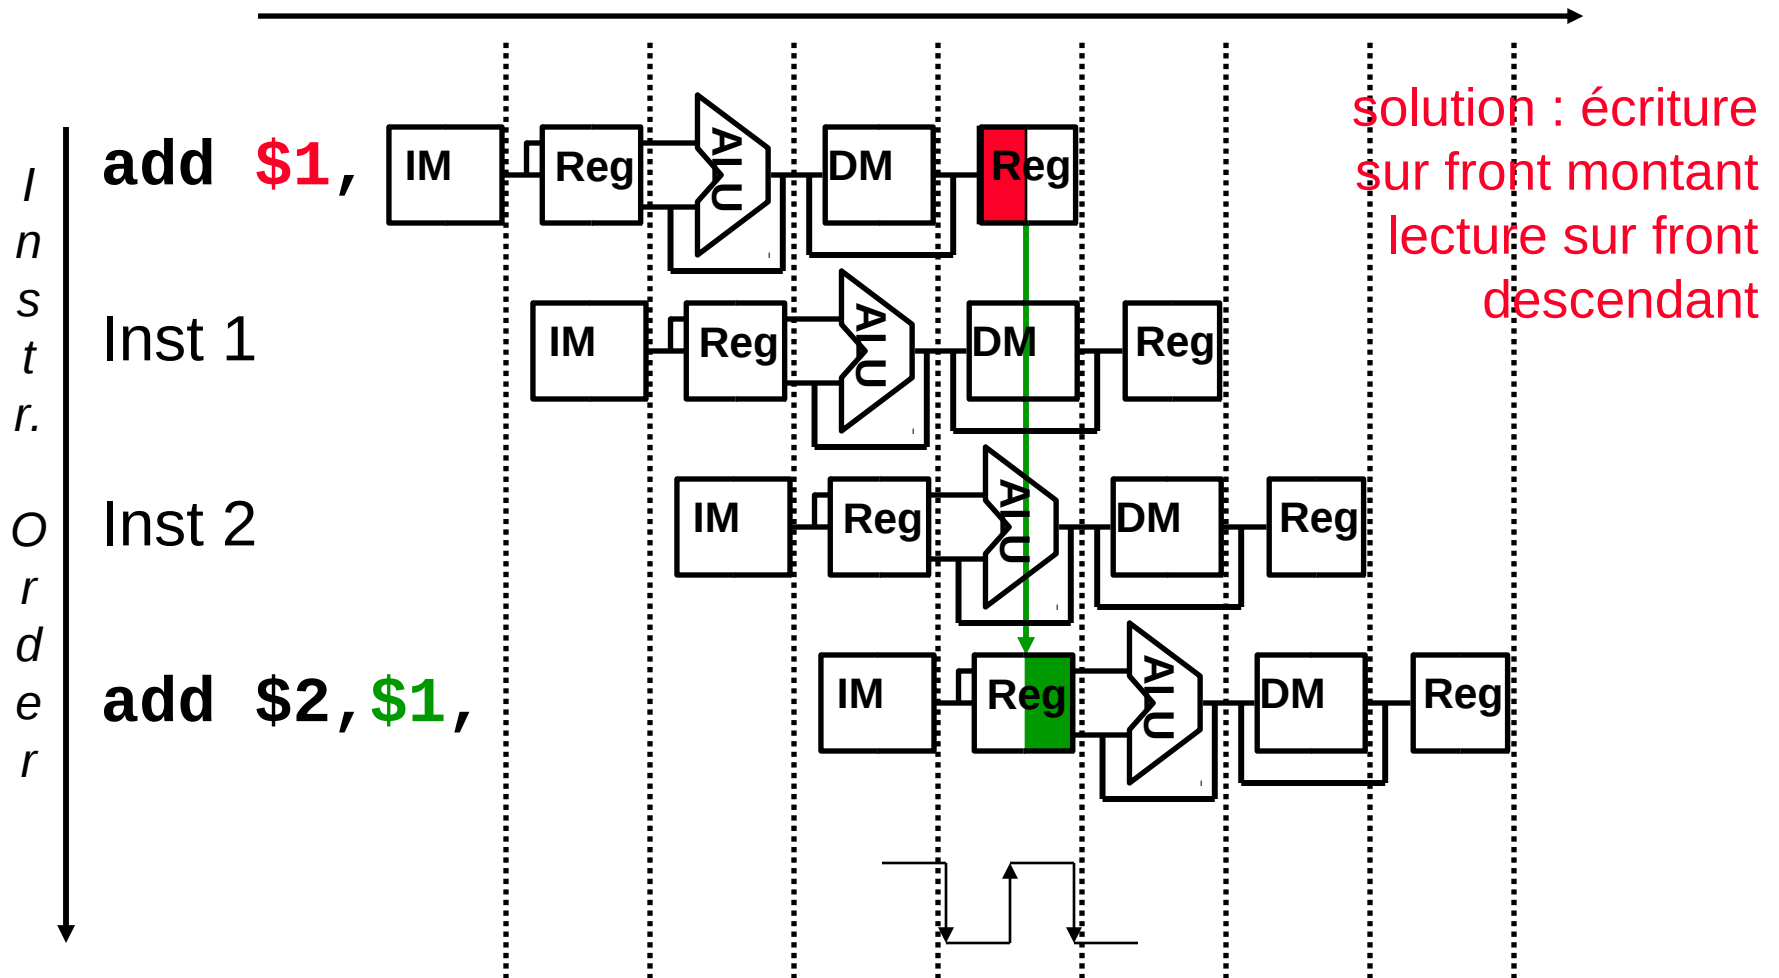 solution : écriture
sur front montant
lecture sur front
descendant
Instr. Order
add $1, IM Reg ALU DM Reg
Inst 1 IM Reg ALU DM Reg
Inst 2 IM Reg ALU DM Reg
add $2,$1, IM Reg ALU DM Reg